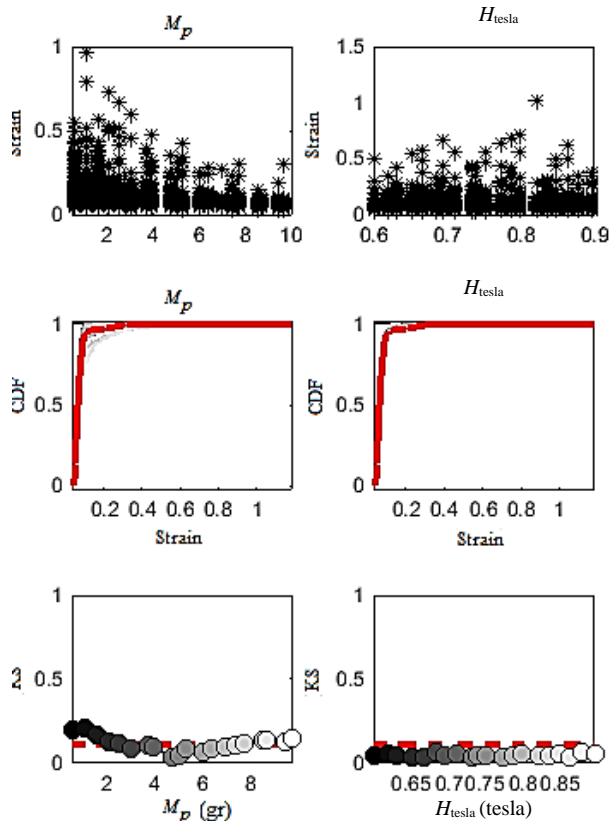 M_p H_tesla
1 1.5
Strain 0.5 Strain 1
0.5
0 0
2 4 6 8 10 0.6 0.7 0.8 0.9
M_p H_tesla
1 1
CDF 0.5 CDF 0.5
0 0
0.2 0.4 0.6 0.8 1 0.2 0.4 0.6 0.8 1
Strain Strain
1 1
0.5 KS 0.5
0 0
2 4 6 8 0.65 0.70 0.75 0.8 0.85
M_p (gr) H_tesla (tesla)